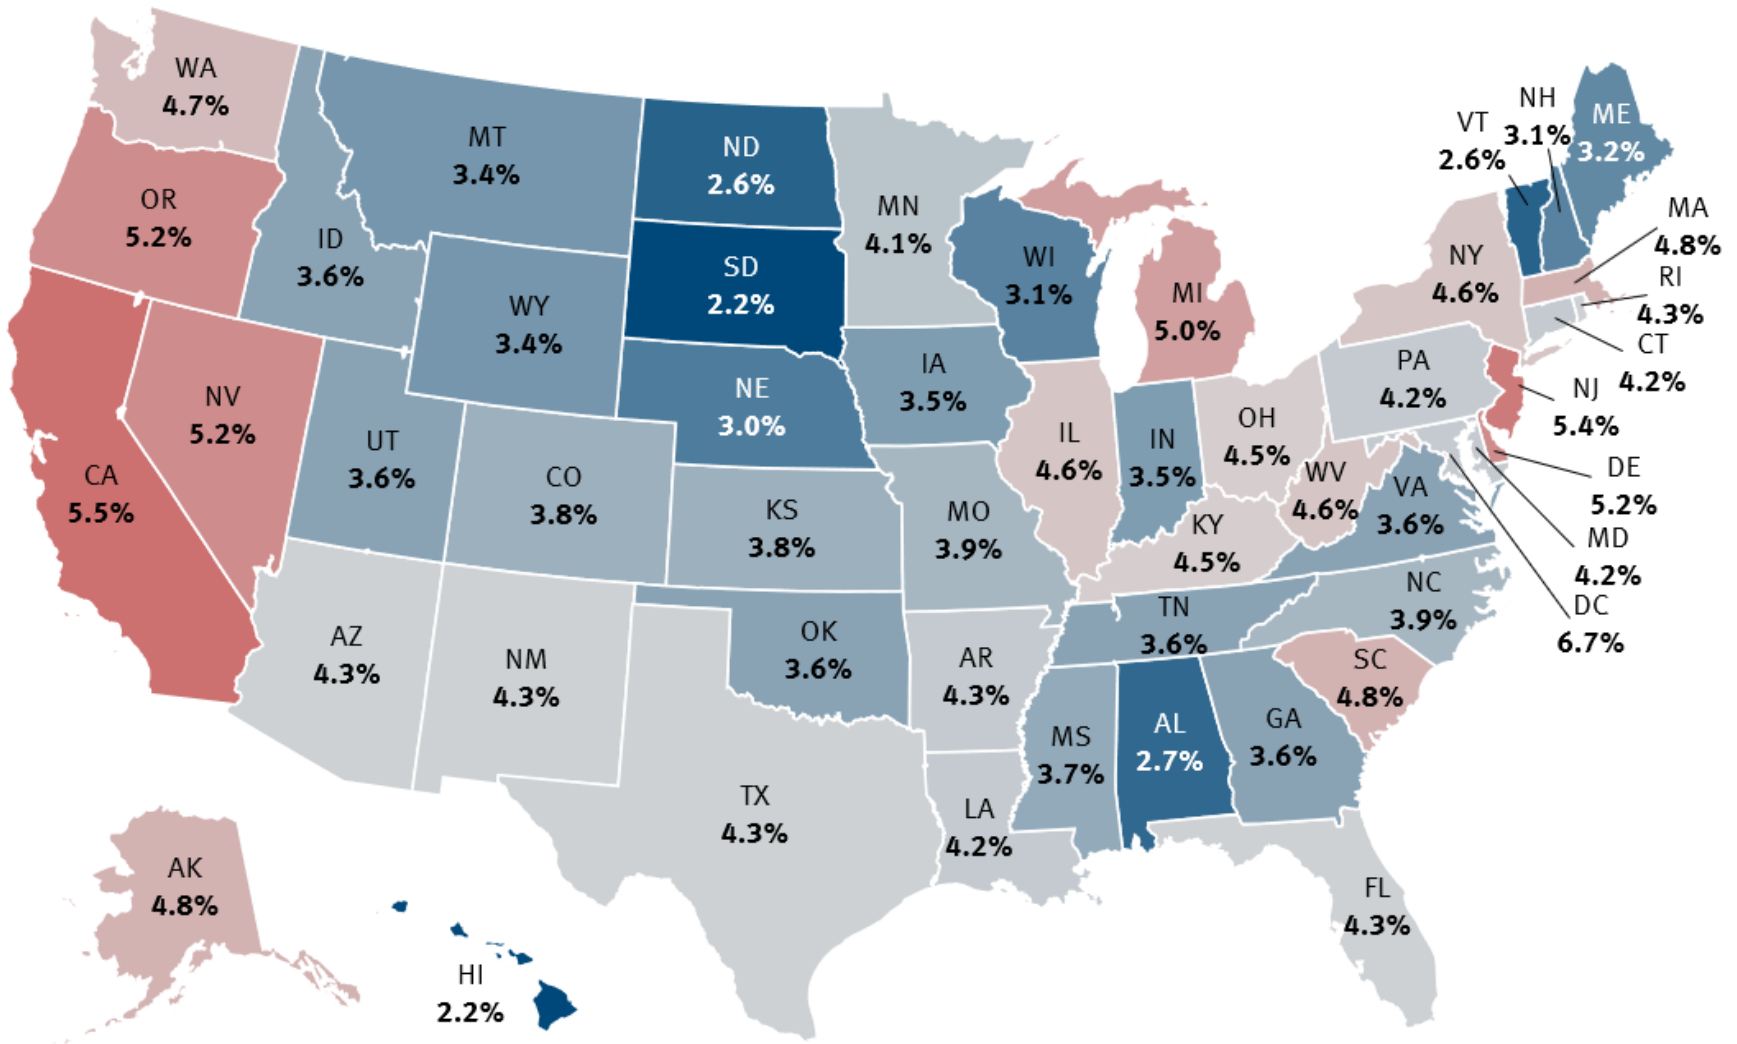 WA
4.7%
OR
5.2%
CA
5.5%
NV
5.2%
ID
3.6%
MT
3.4%
WY
3.4%
UT
3.6%
CO
3.8%
AZ
4.3%
NM
4.3%
ND
2.6%
SD
2.2%
NE
3.0%
KS
3.8%
OK
3.6%
TX
4.3%
MN
4.1%
IA
3.5%
MO
3.9%
AR
4.3%
LA
4.2%
WI
3.1%
IL
4.6%
MI
5.0%
IN
3.5%
OH
4.5%
KY
4.5%
WV
4.6%
VA
3.6%
TN
3.6%
NC
3.9%
SC
4.8%
MS
3.7%
AL
2.7%
GA
3.6%
FL
4.3%
PA
4.2%
NY
4.6%
VT
2.6%
NH
3.1%
ME
3.2%
MA
4.8%
RI
4.3%
CT
4.2%
NJ
5.4%
DE
5.2%
MD
4.2%
DC
6.7%
AK
4.8%
HI
2.2%